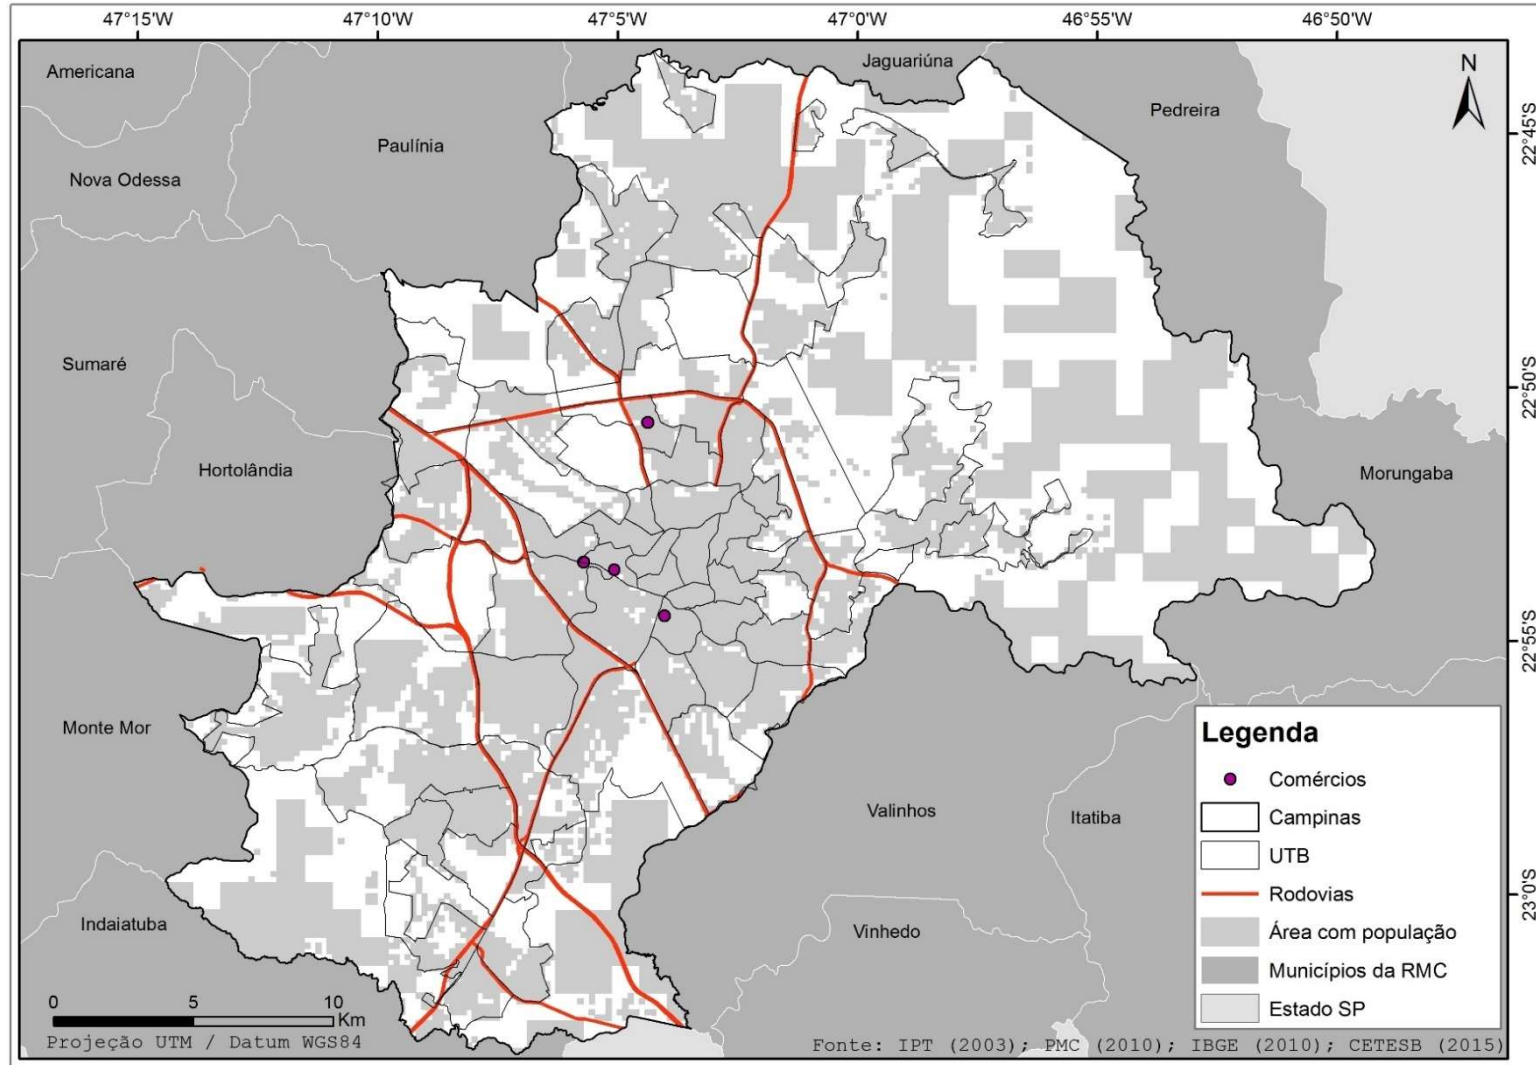 47°15'W 47°10'W 47°5'W 47°0'W 46°55'W 46°50'W
Americana
Jaguariúna
N
Pedreira
22°45'S
Paulínia
Nova Odessa
Sumaré
22°50'S
Hortolândia
Morungaba
22°55'S
Monte Mor
Legenda
Comércios
Valinhos
Itatiba
Campinas
UTB
Rodovias
23°0'S
Indaiatuba
Vinhedo
Área com população
Municípios da RMC
0 5 10
Km
Estado SP
Projeção UTM / Datum WGS84
Fonte: IPT (2003); PMC (2010); IBGE (2010); CETESB (2015)